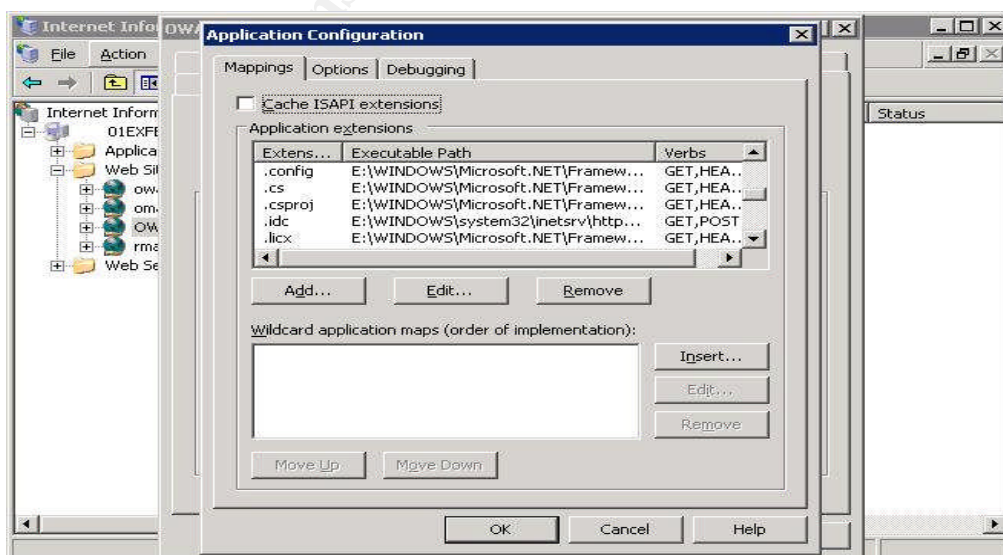 Internet Info
OWA
Application Configuration
File Action
Mappings Options Debugging
Cache ISAPI extensions
Application extensions
Extens... Executable Path Verbs
.config E:\WINDOWS\Microsoft.NET\Framew... GET,HEA...
.cs E:\WINDOWS\Microsoft.NET\Framew... GET,HEA...
.csproj E:\WINDOWS\Microsoft.NET\Framew... GET,HEA...
.idc E:\WINDOWS\system32\inetsrv\http... GET,POST
.licx E:\WINDOWS\Microsoft.NET\Framew... GET,HEA...
Add... Edit... Remove
Wildcard application maps (order of implementation):
Insert...
Edit...
Remove
Move Up Move Down
OK Cancel Help
Internet Inform
01EXFE
Applica
Web Sit
ow
om
OW
rma
Web Se
Status